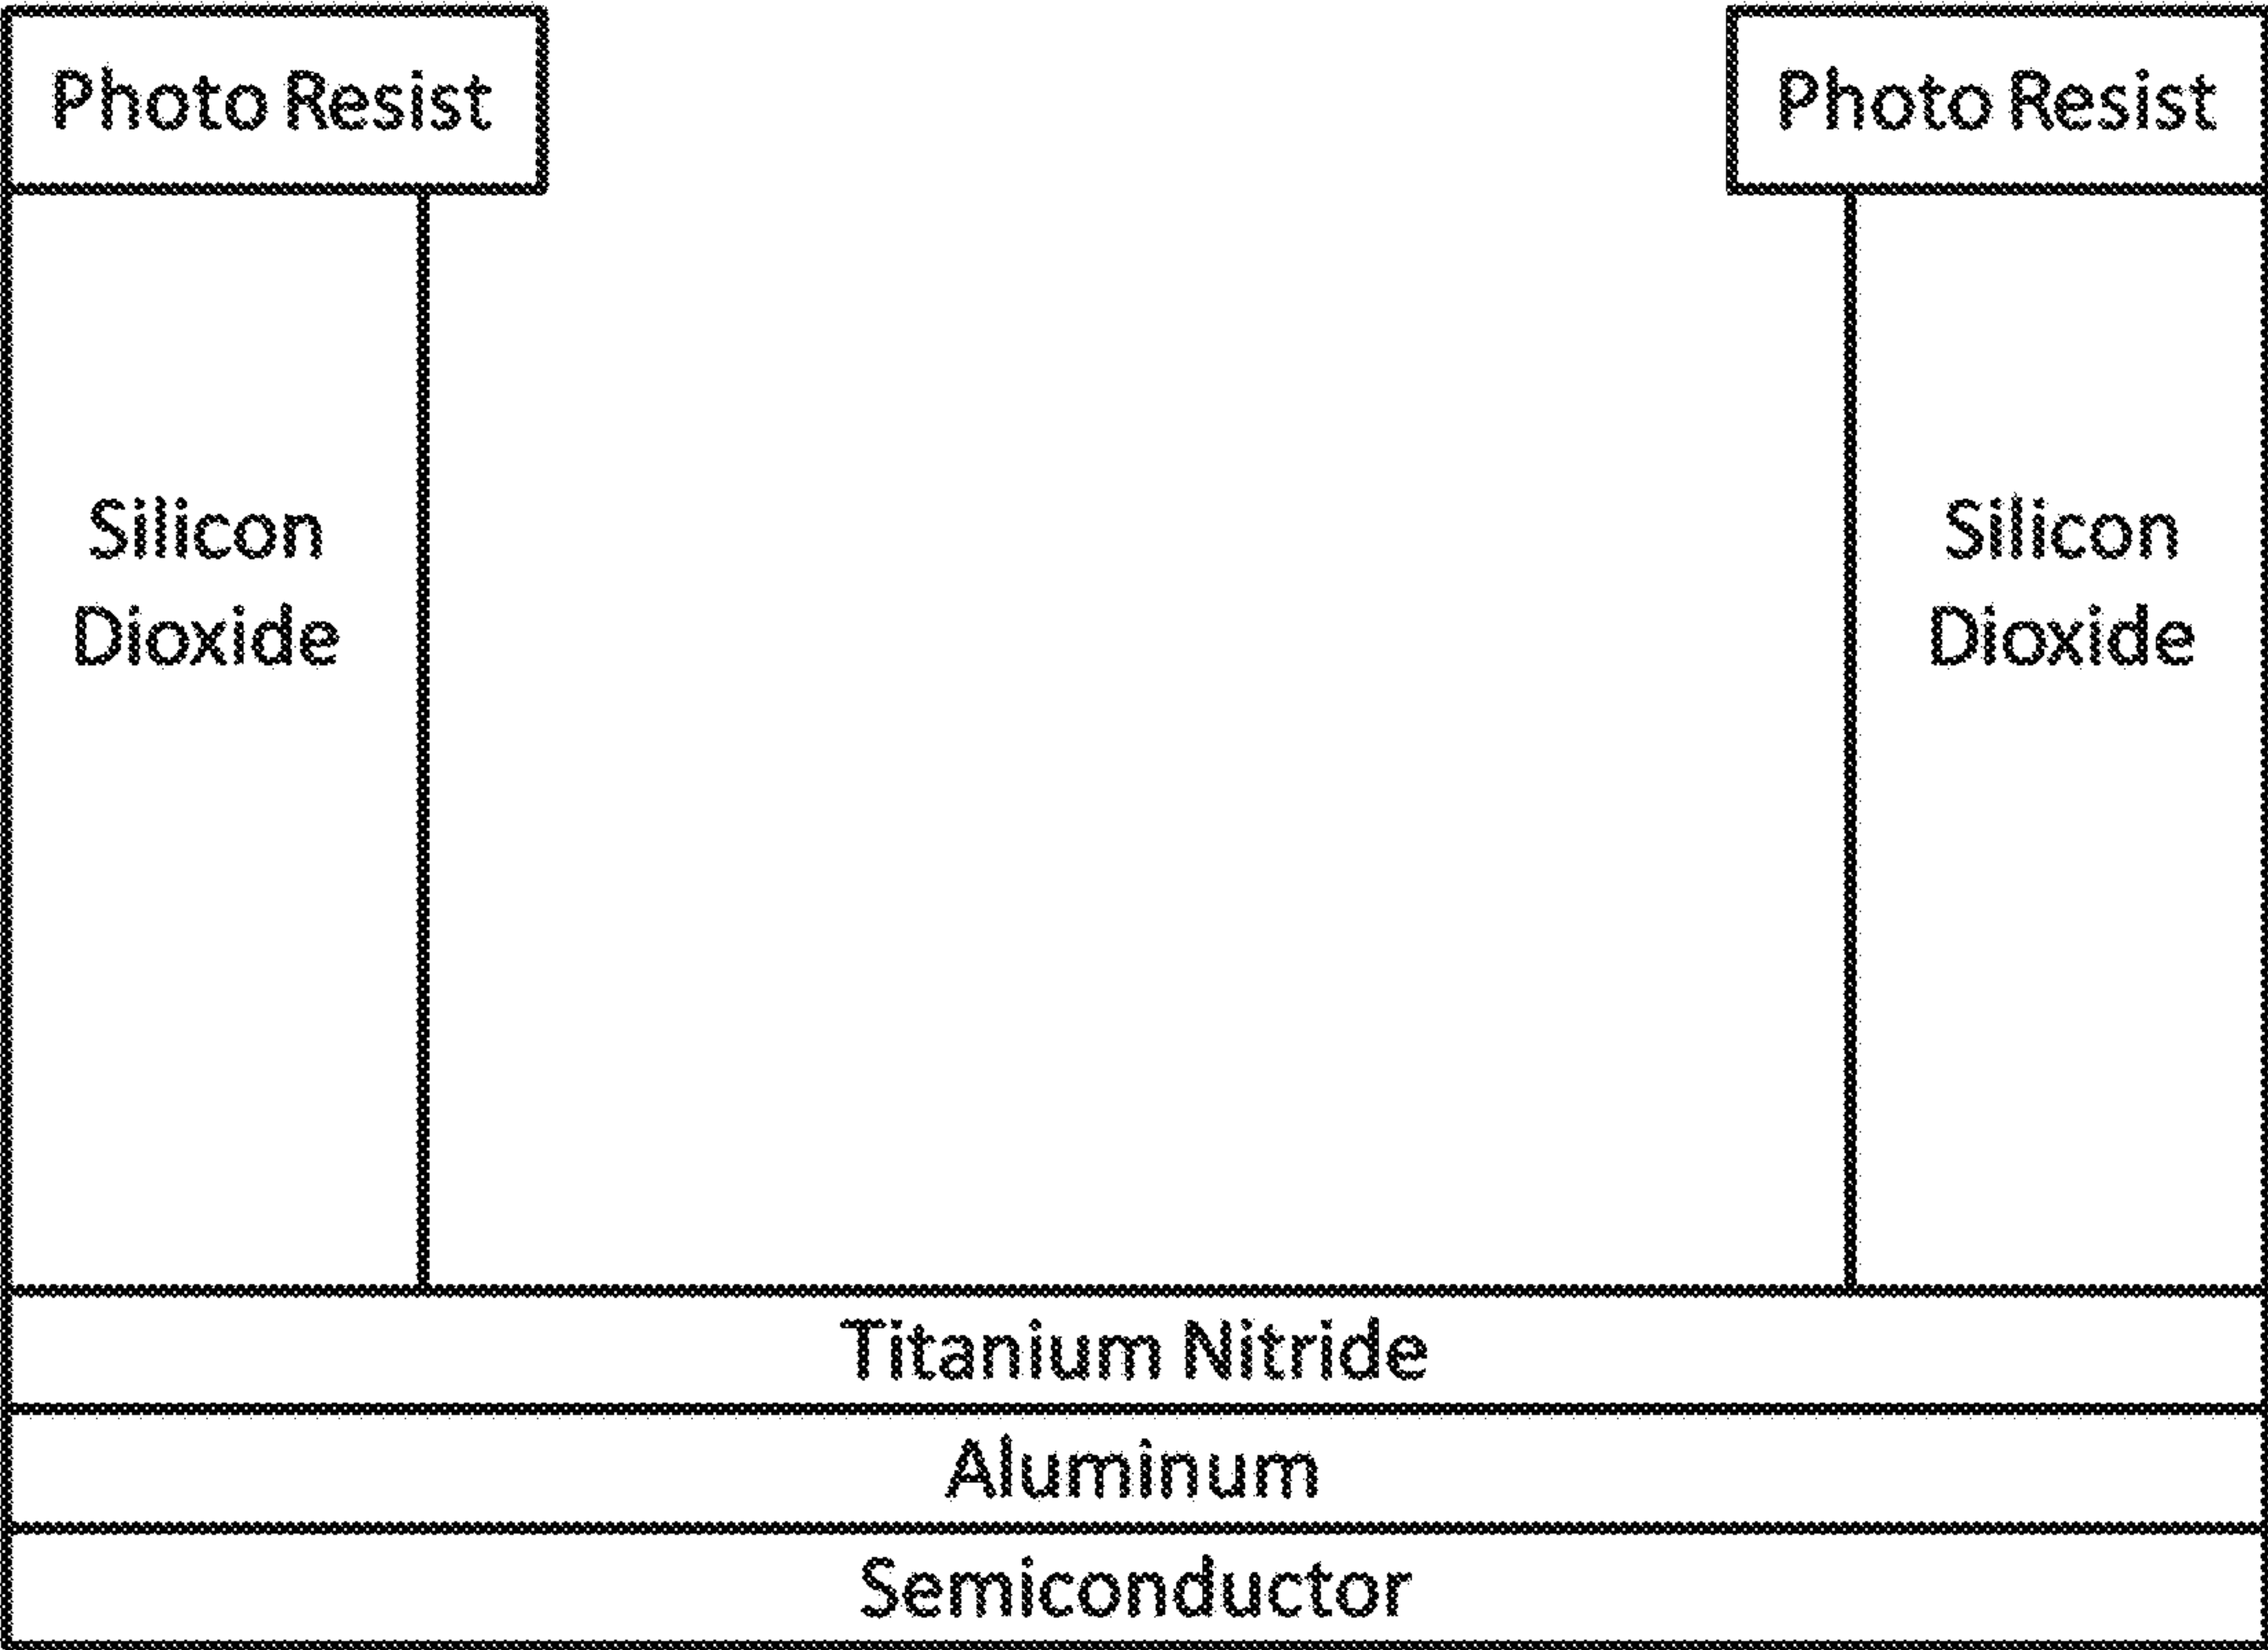 Photo Resist
Photo Resist
Silicon
Dioxide
Silicon
Dioxide
Titanium Nitride
Aluminum
Semiconductor